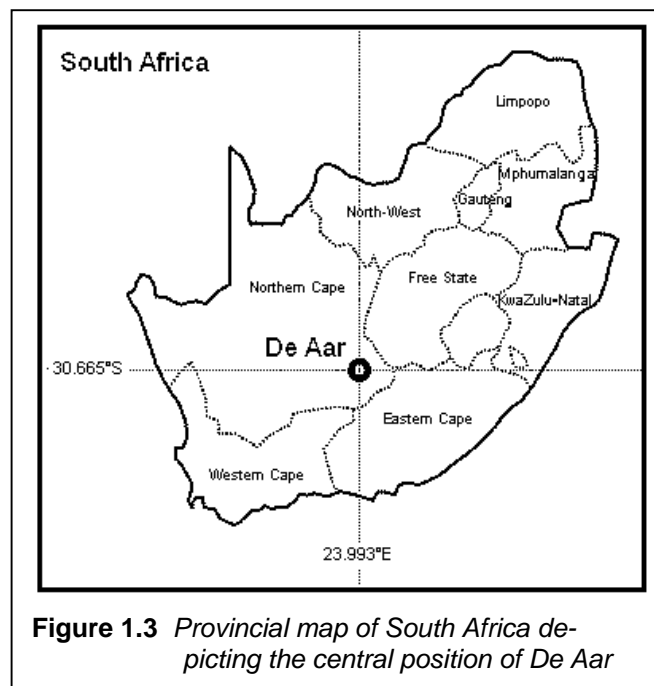 South Africa
Limpopo
Mphumalanga
Gauteng
North-West
Free State
Northern Cape
KwaZulu-Natal
De Aar
30.665°S
Eastern Cape
Western Cape
23.993°E
Figure 1.3 Provincial map of South Africa de-
picting the central position of De Aar